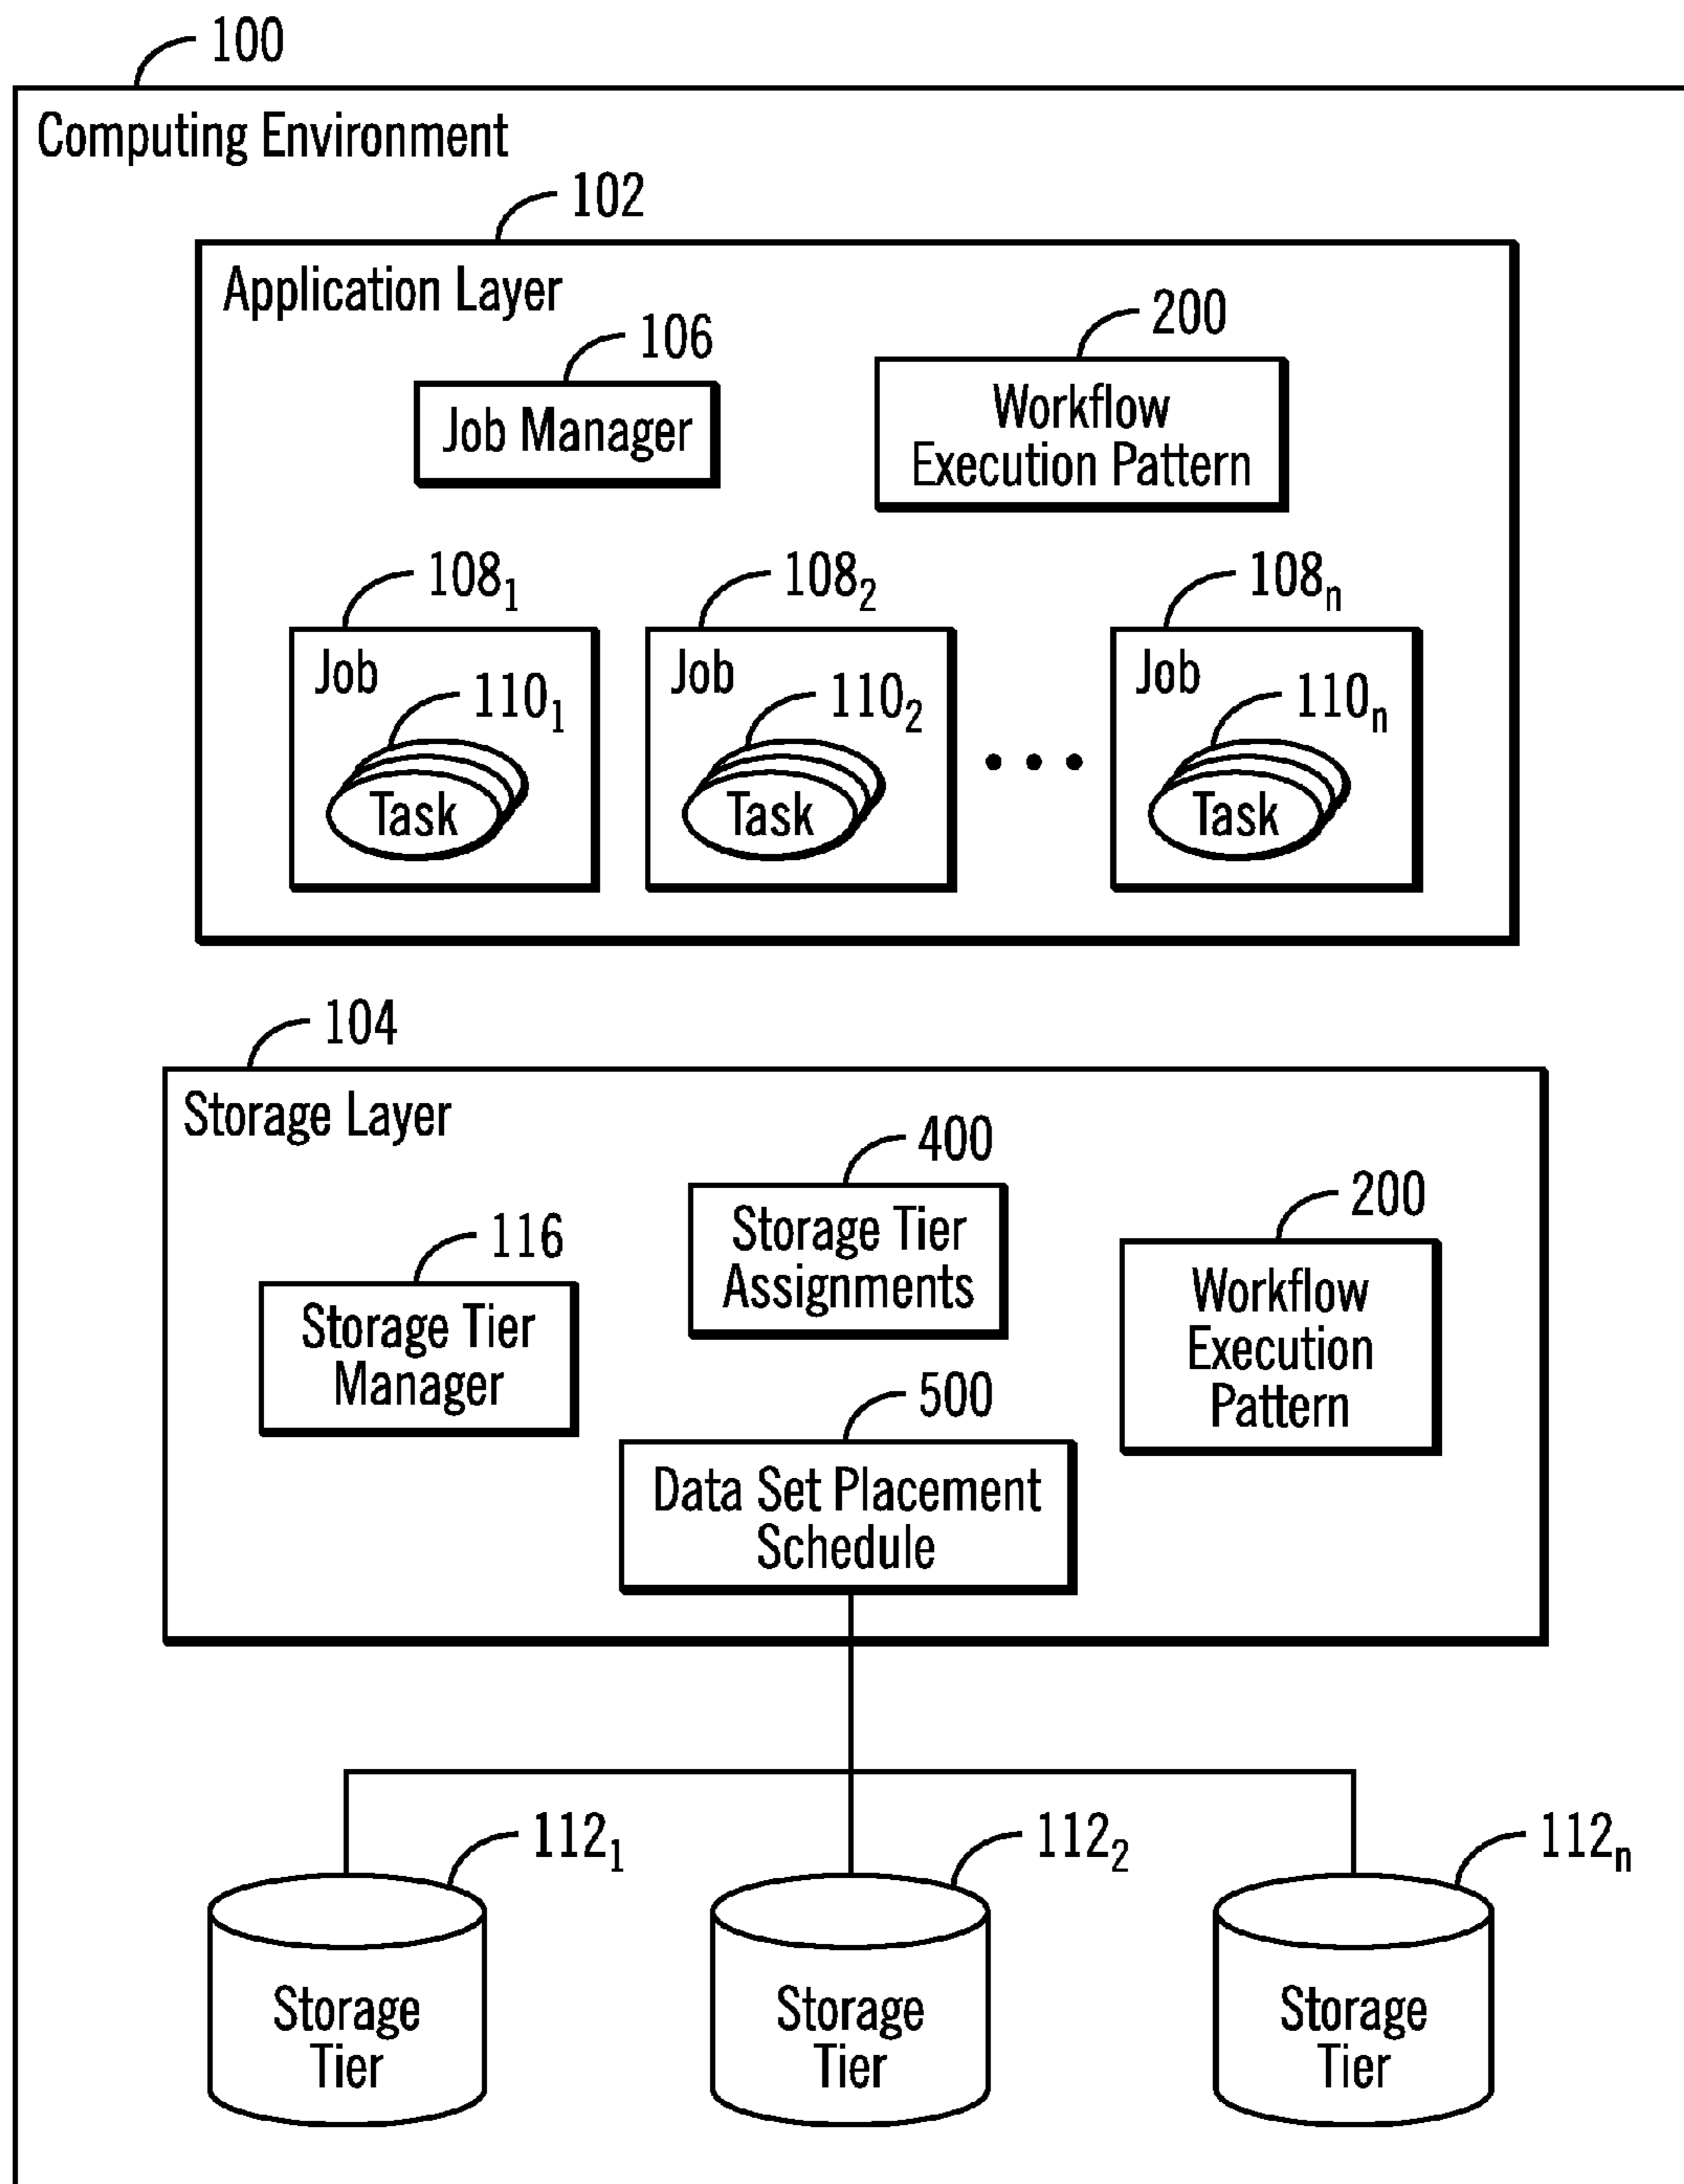 100
Computing Environment
102
Application Layer
200
106
Workflow
Execution Pattern
Job Manager
108₁
108₂
108ₙ
Job
Job
Job
110₁
110₂
110ₙ
Task
Task
• • •
Task
104
Storage Layer
400
200
116
Storage Tier
Assignments
Workflow
Execution
Pattern
Storage Tier
Manager
500
Data Set Placement
Schedule
112₁
112₂
112ₙ
Storage
Tier
Storage
Tier
Storage
Tier